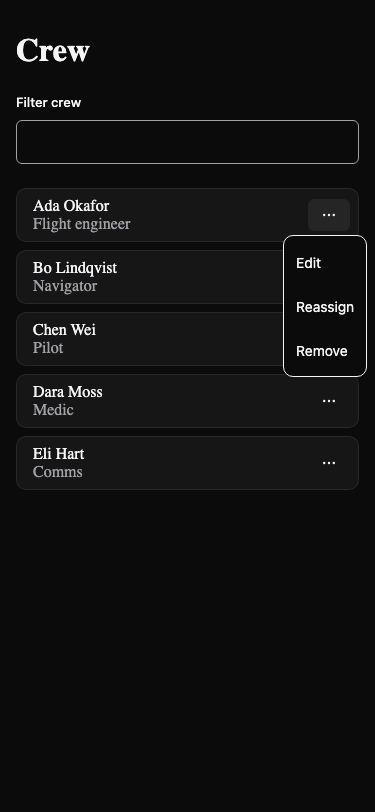 Crew
Filter crew
Ada Okafor
Flight engineer
...
Edit
Reassign
Remove
Bo Lindqvist
Navigator
Chen Wei
Pilot
Dara Moss
Medic
...
Eli Hart
Comms
...